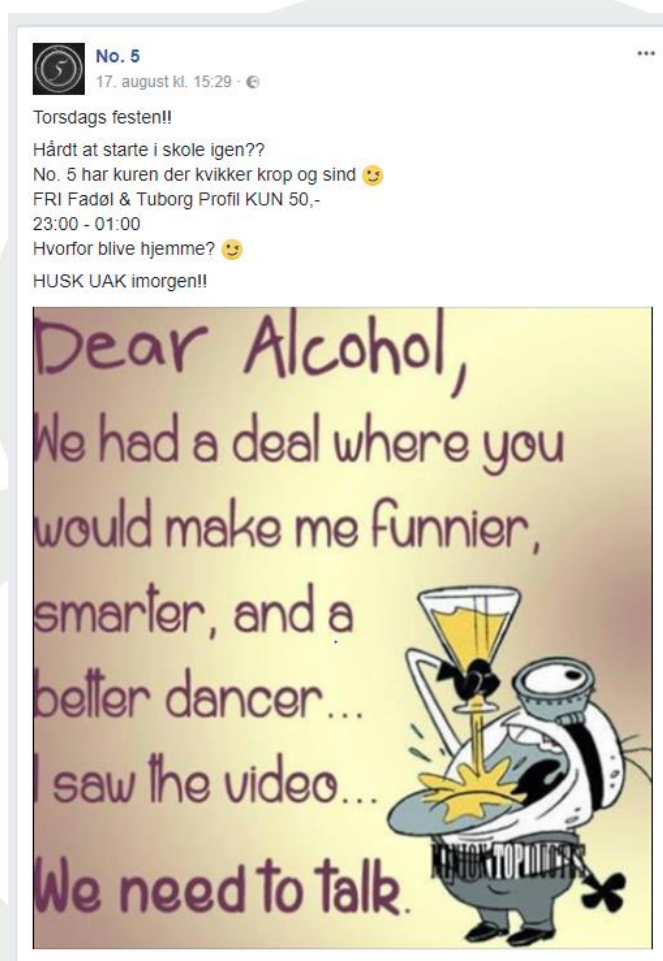 5
No. 5
17. august kl. 15:29
Torsdags festen!!
Hårdt at starte i skole igen??
No. 5 har kuren der kvikker krop og sind
FRI Fadøl & Tuborg Profil KUN 50,-
23:00 - 01:00
Hvorfor blive hjemme?
HUSK UAK imorgen!!
Dear Alcohol,
We had a deal where you
would make me funnier,
smarter, and a
better dancer...
I saw the video...
We need to talk.